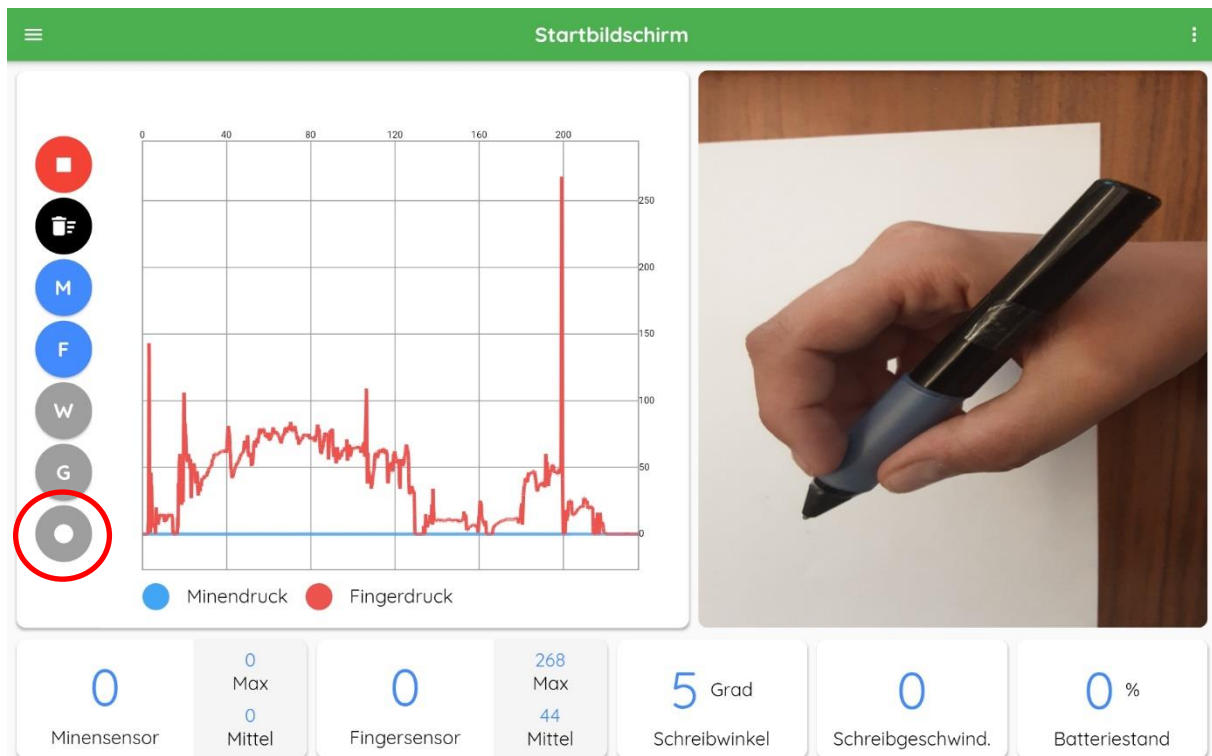 Startbildschirm
0 40 80 120 160 200
250
200
150
100
50
0
M
F
W
G
Minendruck Fingerdruck
0
Minensensor
0
Max
0
Mittel
0
Fingersensor
268
Max
44
Mittel
5 Grad
Schreibwinkel
0
Schreibgeschwind.
0 %
Batteriestand